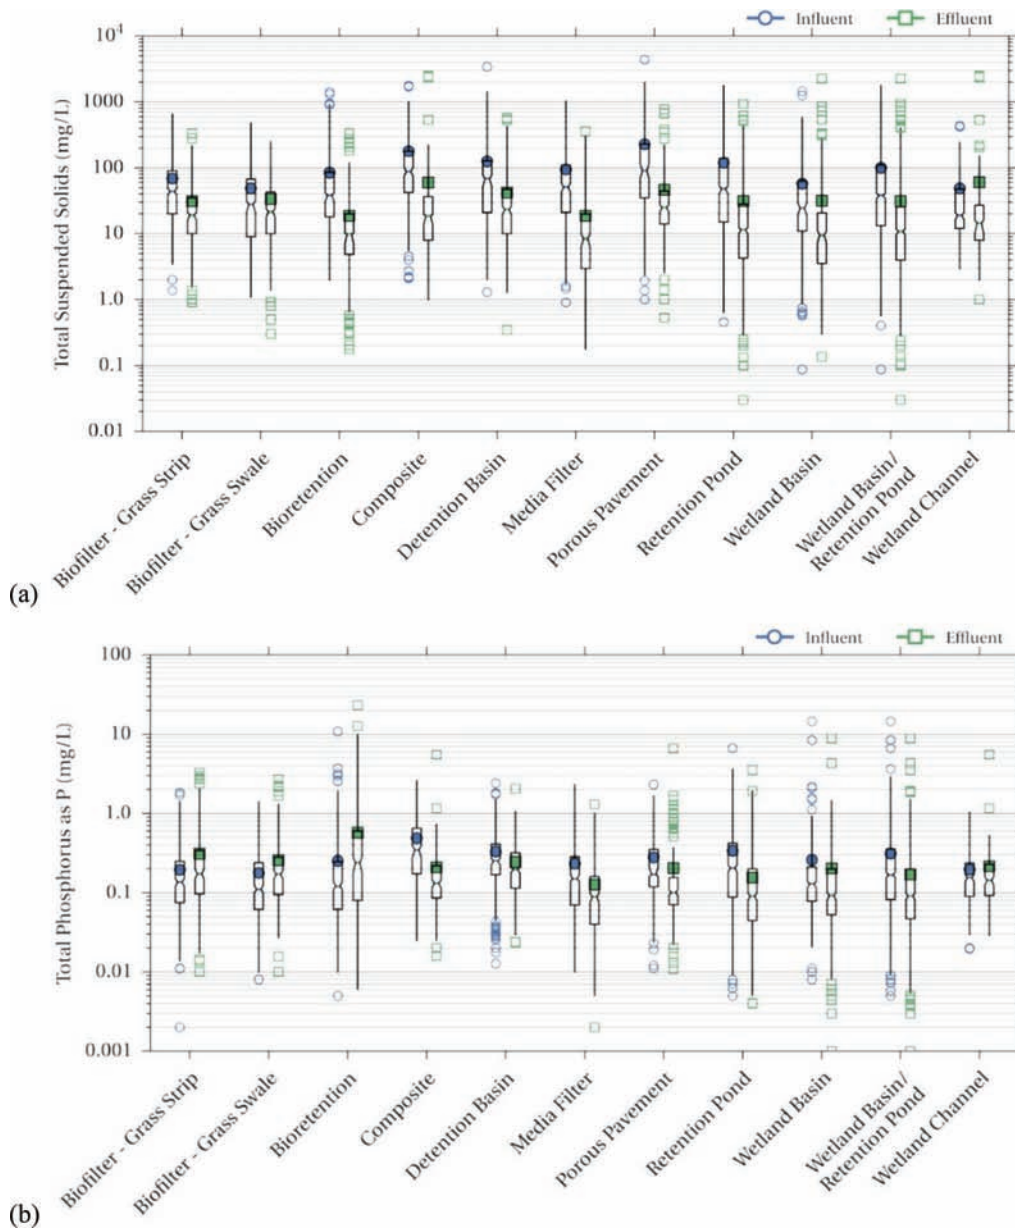 Influent Effluent
10⁴
1000
100
10
1.0
0.1
0.01
Total Suspended Solids (mg/L)
Biofilter - Grass Strip
Biofilter - Grass Swale
Bioretention
Composite
Detention Basin
Media Filter
Porous Pavement
Retention Pond
Wetland Basin
Wetland Basin/
Retention Pond
Wetland Channel
(a)
Influent Effluent
100
10
1.0
0.1
0.01
0.001
Total Phosphorus as P (mg/L)
Biofilter - Grass Strip
Biofilter - Grass Swale
Bioretention
Composite
Detention Basin
Media Filter
Porous Pavement
Retention Pond
Wetland Basin
Wetland Basin/
Retention Pond
Wetland Channel
(b)